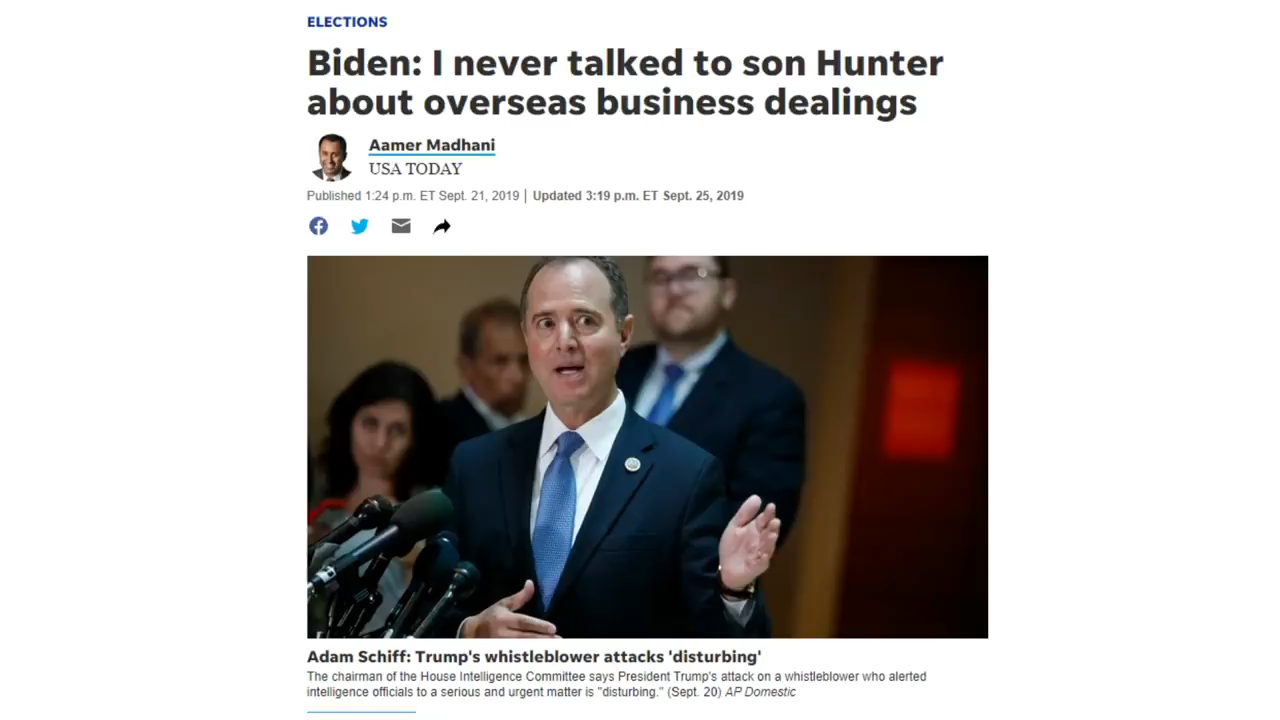 ELECTIONS
Biden: I never talked to son Hunter
about overseas business dealings
Aamer Madhani
USA TODAY
Published 1:24 p.m. ET Sept. 21, 2019 | Updated 3:19 p.m. ET Sept. 25, 2019
Adam Schiff: Trump's whistleblower attacks 'disturbing'
The chairman of the House Intelligence Committee says President Trump's attack on a whistleblower who alerted
intelligence officials to a serious and urgent matter is "disturbing." (Sept. 20) AP Domestic